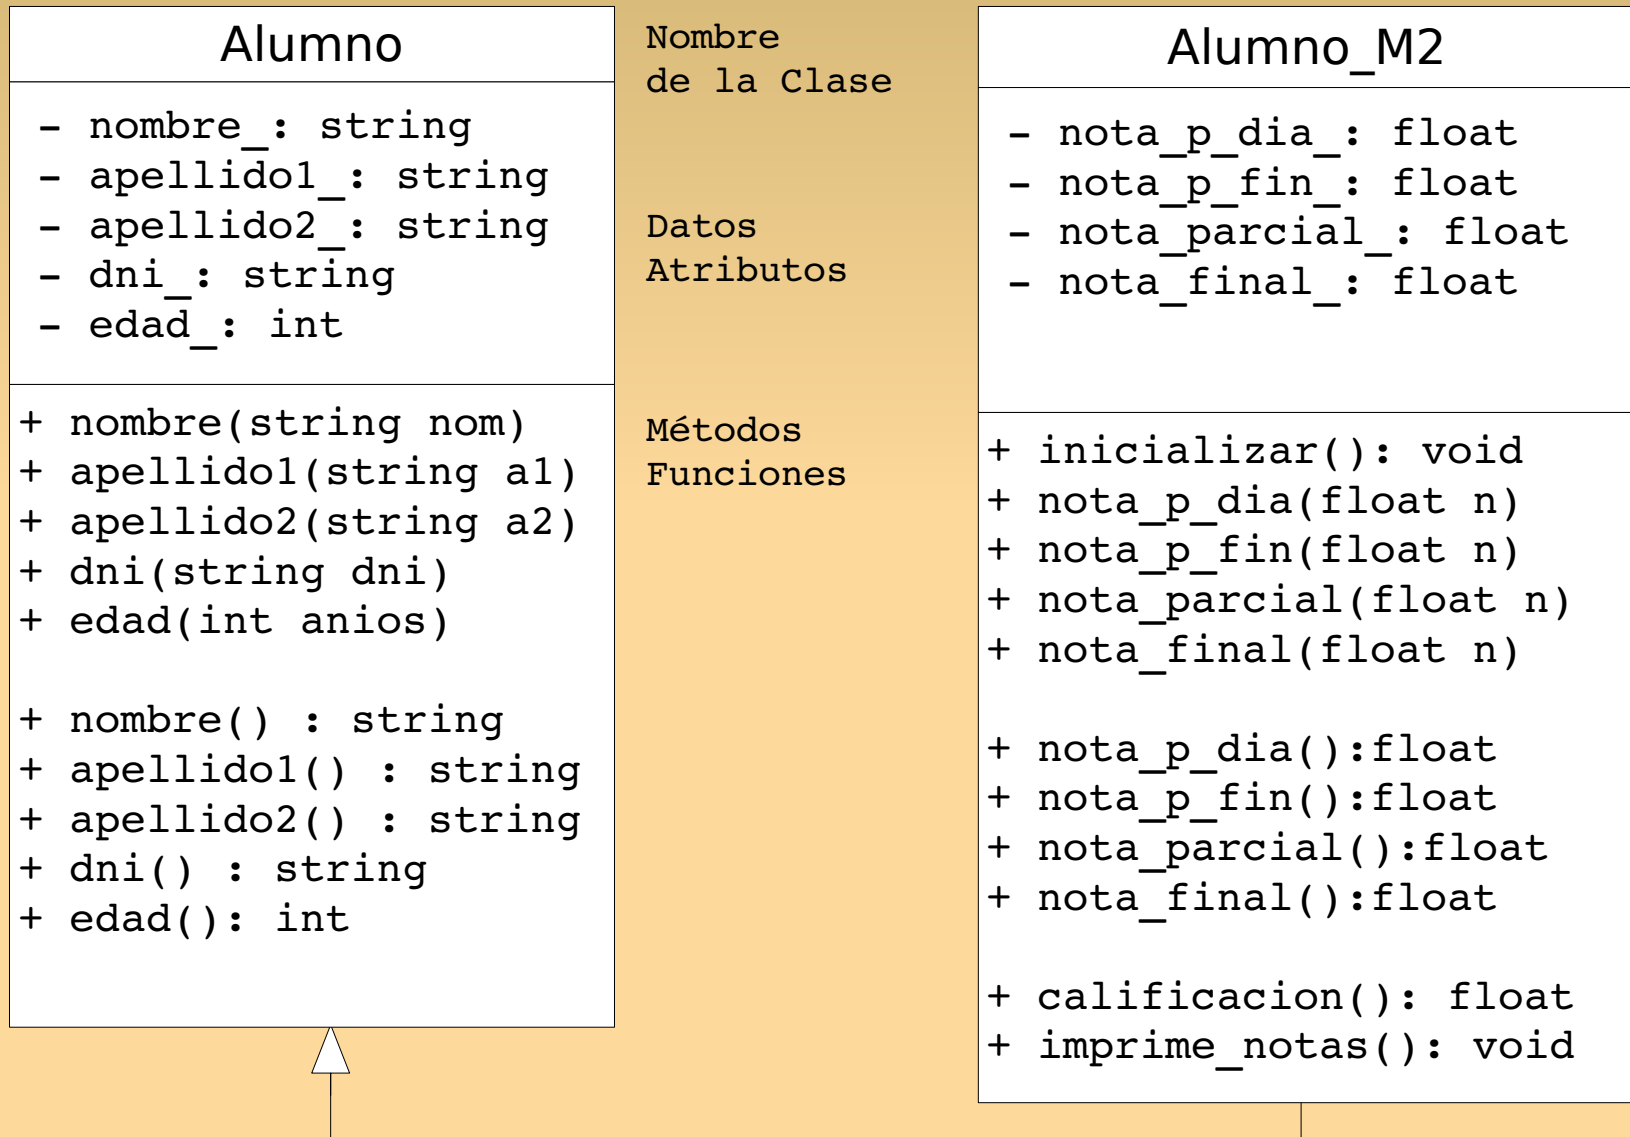 Alumno
- nombre_: string
- apellido1_: string
- apellido2_: string
- dni_: string
- edad_: int
+ nombre(string nom)
+ apellido1(string a1)
+ apellido2(string a2)
+ dni(string dni)
+ edad(int anios)
+ nombre() : string
+ apellido1() : string
+ apellido2() : string
+ dni() : string
+ edad(): int
Nombre
de la Clase
Datos
Atributos
Métodos
Funciones
Alumno_M2
- nota_p_dia_: float
- nota_p_fin_: float
- nota_parcial_: float
- nota_final_: float
+ inicializar(): void
+ nota_p_dia(float n)
+ nota_p_fin(float n)
+ nota_parcial(float n)
+ nota_final(float n)
+ nota_p_dia():float
+ nota_p_fin():float
+ nota_parcial():float
+ nota_final():float
+ calificacion(): float
+ imprime_notas(): void